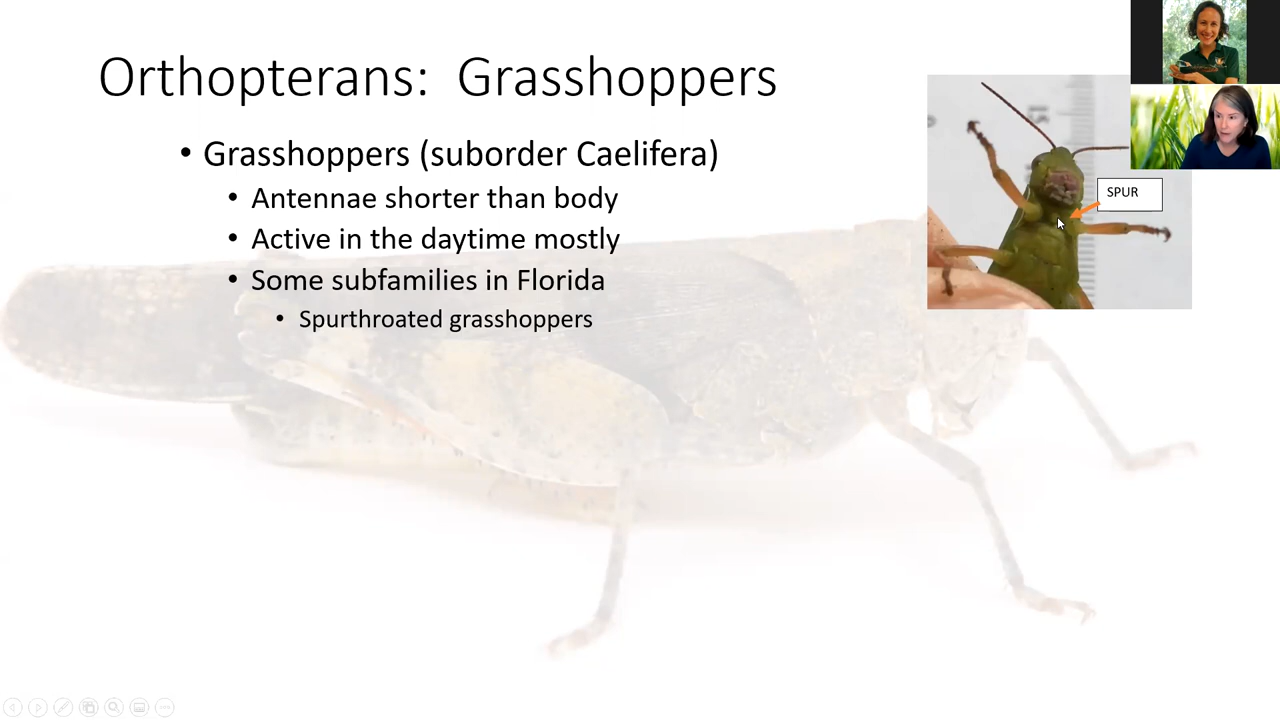 Orthopterans: Grasshoppers
• Grasshoppers (suborder Caelifera)
• Antennae shorter than body
• Active in the daytime mostly
• Some subfamilies in Florida
• Spurthroated grasshoppers
SPUR